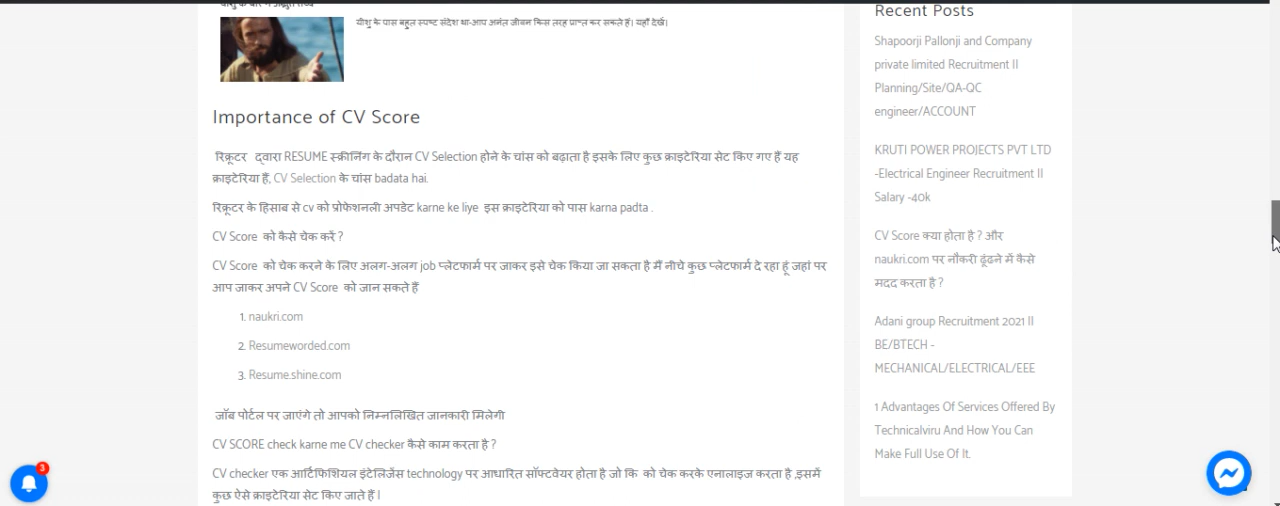 यीशु के पास बहुत स्पष्ट संदेश था-आप अनंत जीवन किस तरह प्राप्त कर सकते हैं। यहाँ देखें।
Importance of CV Score
रिक्रूटर द्वारा RESUME स्क्रीनिंग के दौरान CV Selection होने के चांस को बढ़ाता है इसके लिए कुछ क्राइटेरिया सेट किए गए हैं यह
क्राइटेरिया हैं, CV Selection के चांस badata hai.
रिक्रूटर के हिसाब से cv को प्रोफेशनली अपडेट karne ke liye इस क्राइटेरिया को पास karna padta .
CV Score को कैसे चेक करें ?
CV Score को चेक करने के लिए अलग-अलग job प्लेटफार्म पर जाकर इसे चेक किया जा सकता है मैं नीचे कुछ प्लेटफार्म दे रहा हूं जहां पर
आप जाकर अपने CV Score को जान सकते हैं
1. naukri.com
2. Resumeworded.com
3. Resume.shine.com
जॉब पोर्टल पर जाएंगे तो आपको निम्नलिखित जानकारी मिलेगी
CV SCORE check karne me CV checker कैसे काम करता है ?
CV checker एक आर्टिफिशियल इंटेलिजेंस technology पर आधारित सॉफ्टवेयर होता है जो कि को चेक करके एनालाइज करता है ,इसमें
कुछ ऐसे क्राइटेरिया सेट किए जाते हैं l
Recent Posts
Shapoorji Pallonji and Company
private limited Recruitment II
Planning/Site/QA-QC
engineer/ACCOUNT
KRUTI POWER PROJECTS PVT LTD
-Electrical Engineer Recruitment II
Salary -40k
CV Score क्या होता है ? और
naukri.com पर नौकरी ढूंढने में कैसे
मदद करता है ?
Adani group Recruitment 2021 II
BE/BTECH -
MECHANICAL/ELECTRICAL/EEE
1 Advantages Of Services Offered By
Technicalviru And How You Can
Make Full Use Of It.
3